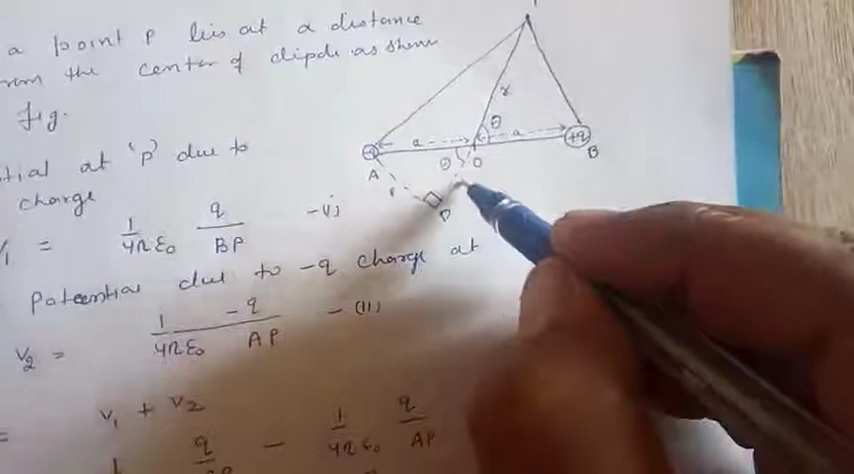 a point P lies at a distance
from the center of dipole as shown
fig.
P
r
θ
a
a
-q
+q
A
θ
O
B
D
tial at 'P' due to
charge
V₁ = 1/4πε₀ q/BP -(i)
Potential due to -q charge at
V₂ = 1/4πε₀ -q/AP -(ii)
= V₁ + V₂
q - 1/4πε₀ q/AP